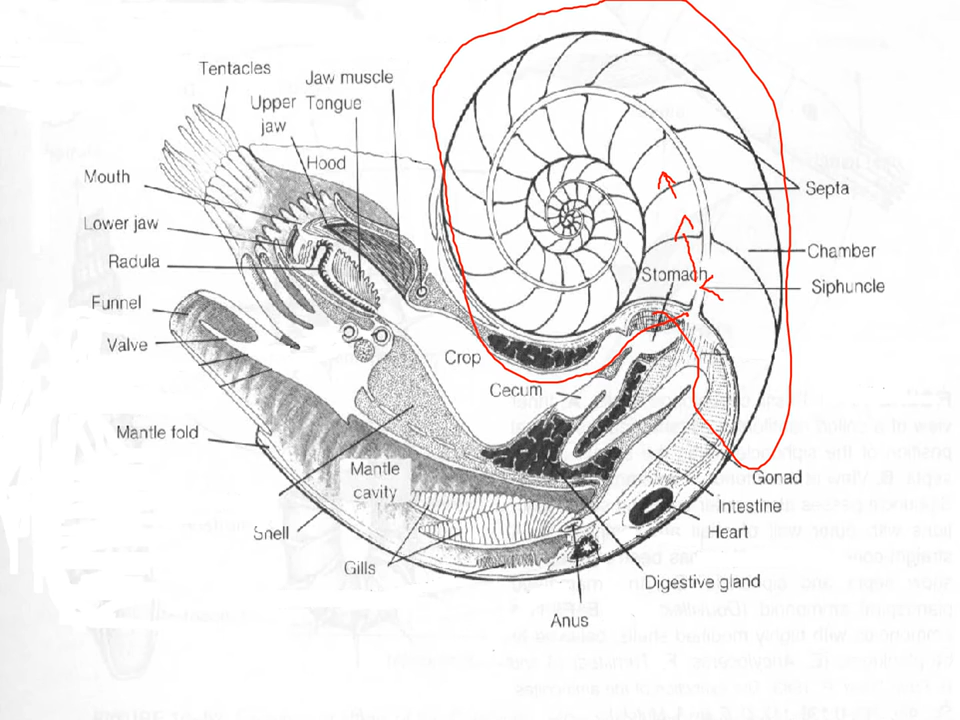 Tentacles
Jaw muscle
Upper
jaw
Tongue
Hood
Mouth
Lower jaw
Radula
Funnel
Valve
Mantle fold
Snell
Mantle
cavity
Gills
Crop
Cecum
Stomach
Septa
Chamber
Siphuncle
Gonad
Intestine
Heart
Digestive gland
Anus